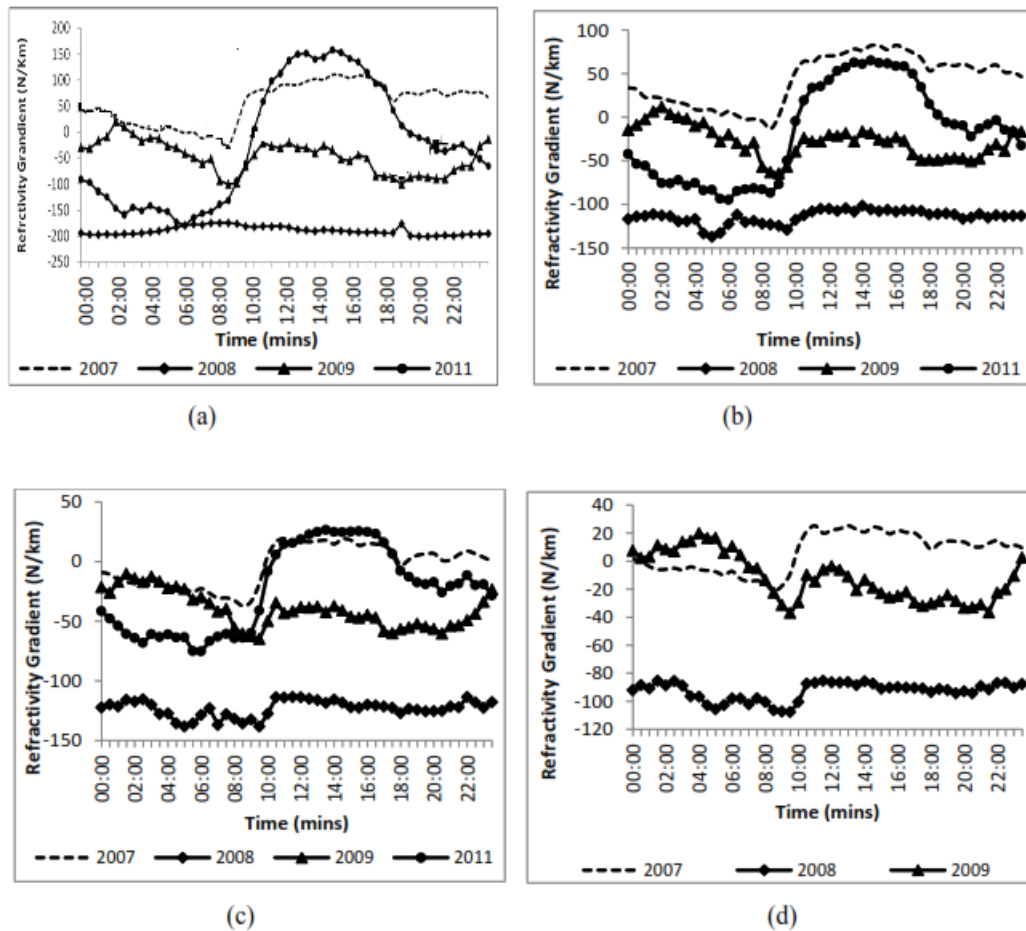 Refrctivity Grandient (N/Km
200
150
100
50
0
-50
-100
-150
-200
-250
00:00 02:00 04:00 06:00 08:00 10:00 12:00 14:00 16:00 18:00 20:00 22:00
Time (mins)
2007 2008 2009 2011
(a)
Refractivity Gradient (N/km)
100
50
0
-50
-100
-150
00:00 02:00 04:00 06:00 08:00 10:00 12:00 14:00 16:00 18:00 20:00 22:00
Time (mins)
2007 2008 2009 2011
(b)
Refractivity Gradient (N/km)
50
0
-50
-100
-150
00:00 02:00 04:00 06:00 08:00 10:00 12:00 14:00 16:00 18:00 20:00 22:00
Time (mins)
2007 2008 2009 2011
(c)
Refractivity Gradient (N/km)
40
20
0
-20
-40
-60
-80
-100
-120
00:00 02:00 04:00 06:00 08:00 10:00 12:00 14:00 16:00 18:00 20:00 22:00
Time (mins)
2007 2008 2009
(d)